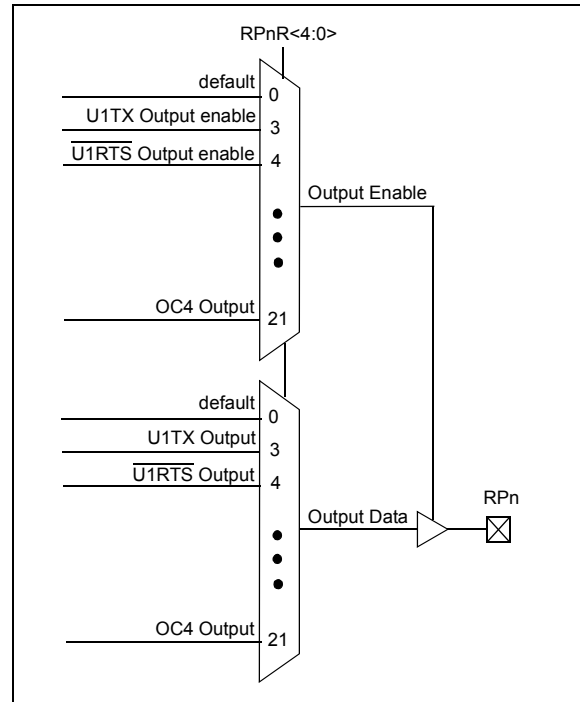 RPnR<4:0>
default
0
U1TX Output enable
3
U1RTS Output enable
4
Output Enable
OC4 Output
21
default
0
U1TX Output
3
U1RTS Output
4
RPn
Output Data
OC4 Output
21